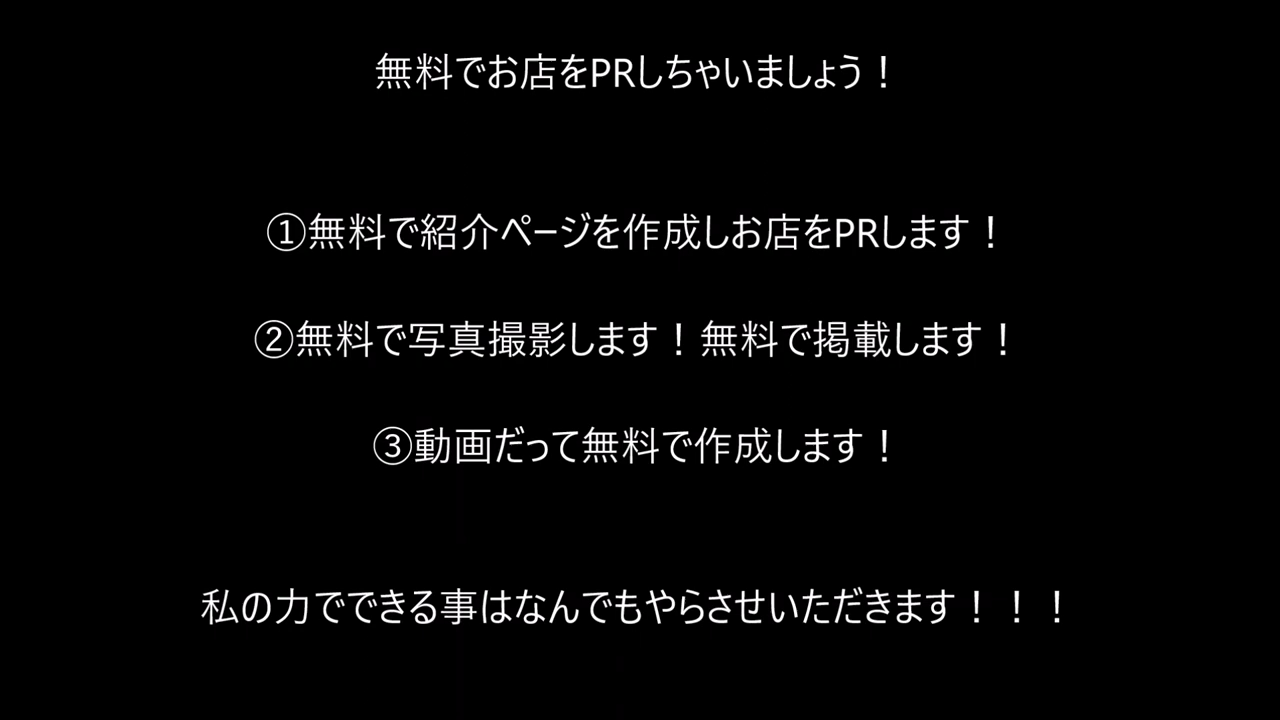 無料でお店をPRしちゃいましょう！
①無料で紹介ページを作成しお店をPRします！
②無料で写真撮影します！無料で掲載します！
③動画だって無料で作成します！
私の力でできる事はなんでもやらさせいただきます！！！